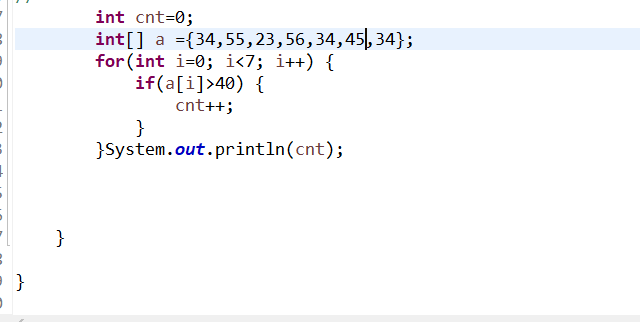 int cnt=0;
int[] a ={34,55,23,56,34,45,34};
for(int i=0; i<7; i++) {
if(a[i]>40) {
cnt++;
}
}System.out.println(cnt);
}
}